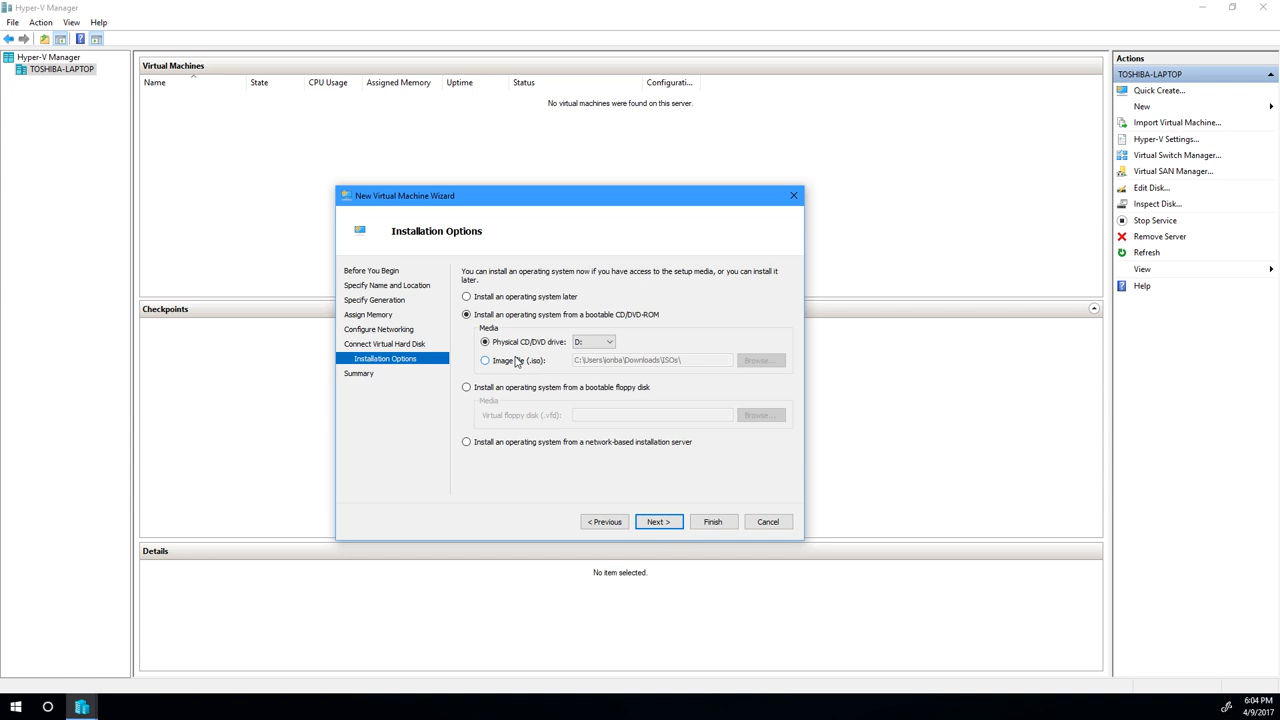 Hyper-V Manager
File Action View Help
Hyper-V Manager
TOSHIBA-LAPTOP
Virtual Machines
Name State CPU Usage Assigned Memory Uptime Status Configurati...
No virtual machines were found on this server.
Checkpoints
Details
No item selected.
New Virtual Machine Wizard
Installation Options
Before You Begin
Specify Name and Location
Specify Generation
Assign Memory
Configure Networking
Connect Virtual Hard Disk
Installation Options
Summary
You can install an operating system now if you have access to the setup media, or you can install it
later.
Install an operating system later
Install an operating system from a bootable CD/DVD-ROM
Media
Physical CD/DVD drive: D:
Image (.iso): C:\Users\jonba\Downloads\ISOs\ Browse...
Install an operating system from a bootable floppy disk
Media
Virtual floppy disk (.vfd): Browse...
Install an operating system from a network-based installation server
< Previous Next > Finish Cancel
Actions
TOSHIBA-LAPTOP
Quick Create...
New
Import Virtual Machine...
Hyper-V Settings...
Virtual Switch Manager...
Virtual SAN Manager...
Edit Disk...
Inspect Disk...
Stop Service
Remove Server
Refresh
View
Help
6:04 PM
4/9/2017